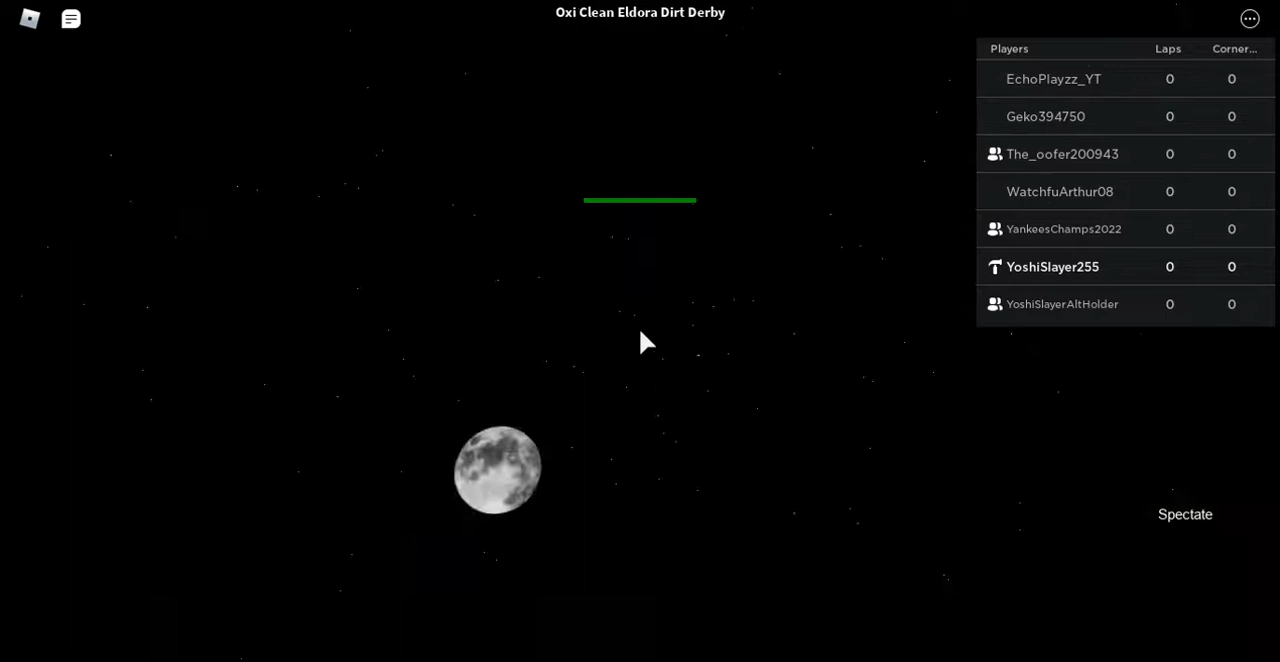 Oxi Clean Eldora Dirt Derby
Players Laps Corner...
EchoPlayzz_YT 0 0
Geko394750 0 0
The_oofer200943 0 0
WatchfuArthur08 0 0
YankeesChamps2022 0 0
YoshiSlayer255 0 0
YoshiSlayerAltHolder 0 0
Spectate